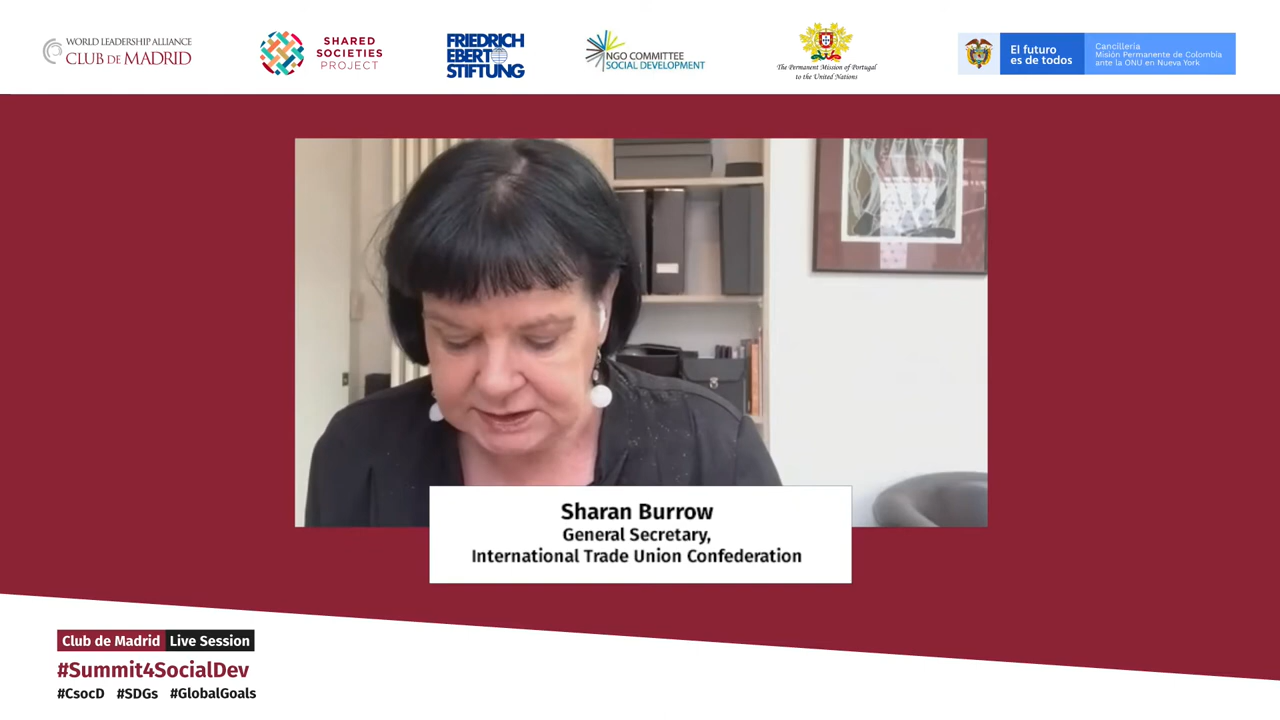 WORLD LEADERSHIP ALLIANCE
CLUB DE MADRID
SHARED
SOCIETIES
PROJECT
FRIEDRICH
EBERT
STIFTUNG
NGO COMMITTEE
SOCIAL DEVELOPMENT
The Permanent Mission of Portugal
to the United Nations
El futuro
es de todos
Cancillería
Misión Permanente de Colombia
ante la ONU en Nueva York
Sharan Burrow
General Secretary,
International Trade Union Confederation
Club de Madrid Live Session
#Summit4SocialDev
#CsocD #SDGs #GlobalGoals